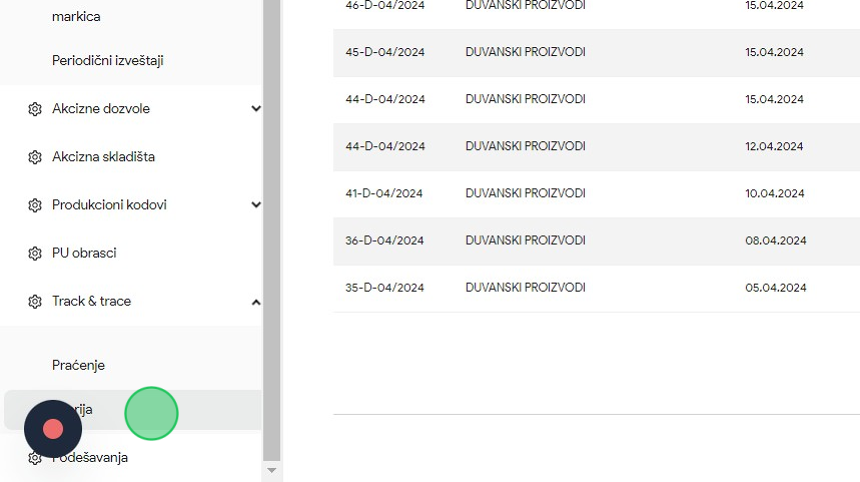 markica
Periodični izveštaji
Akcizne dozvole
Akcizna skladišta
Produkcioni kodovi
PU obrasci
Track & trace
Praćenje
Podešavanja
46-D-04/2024 DUVANSKI PROIZVODI 15.04.2024
45-D-04/2024 DUVANSKI PROIZVODI 15.04.2024
44-D-04/2024 DUVANSKI PROIZVODI 15.04.2024
44-D-04/2024 DUVANSKI PROIZVODI 12.04.2024
41-D-04/2024 DUVANSKI PROIZVODI 10.04.2024
36-D-04/2024 DUVANSKI PROIZVODI 08.04.2024
35-D-04/2024 DUVANSKI PROIZVODI 05.04.2024